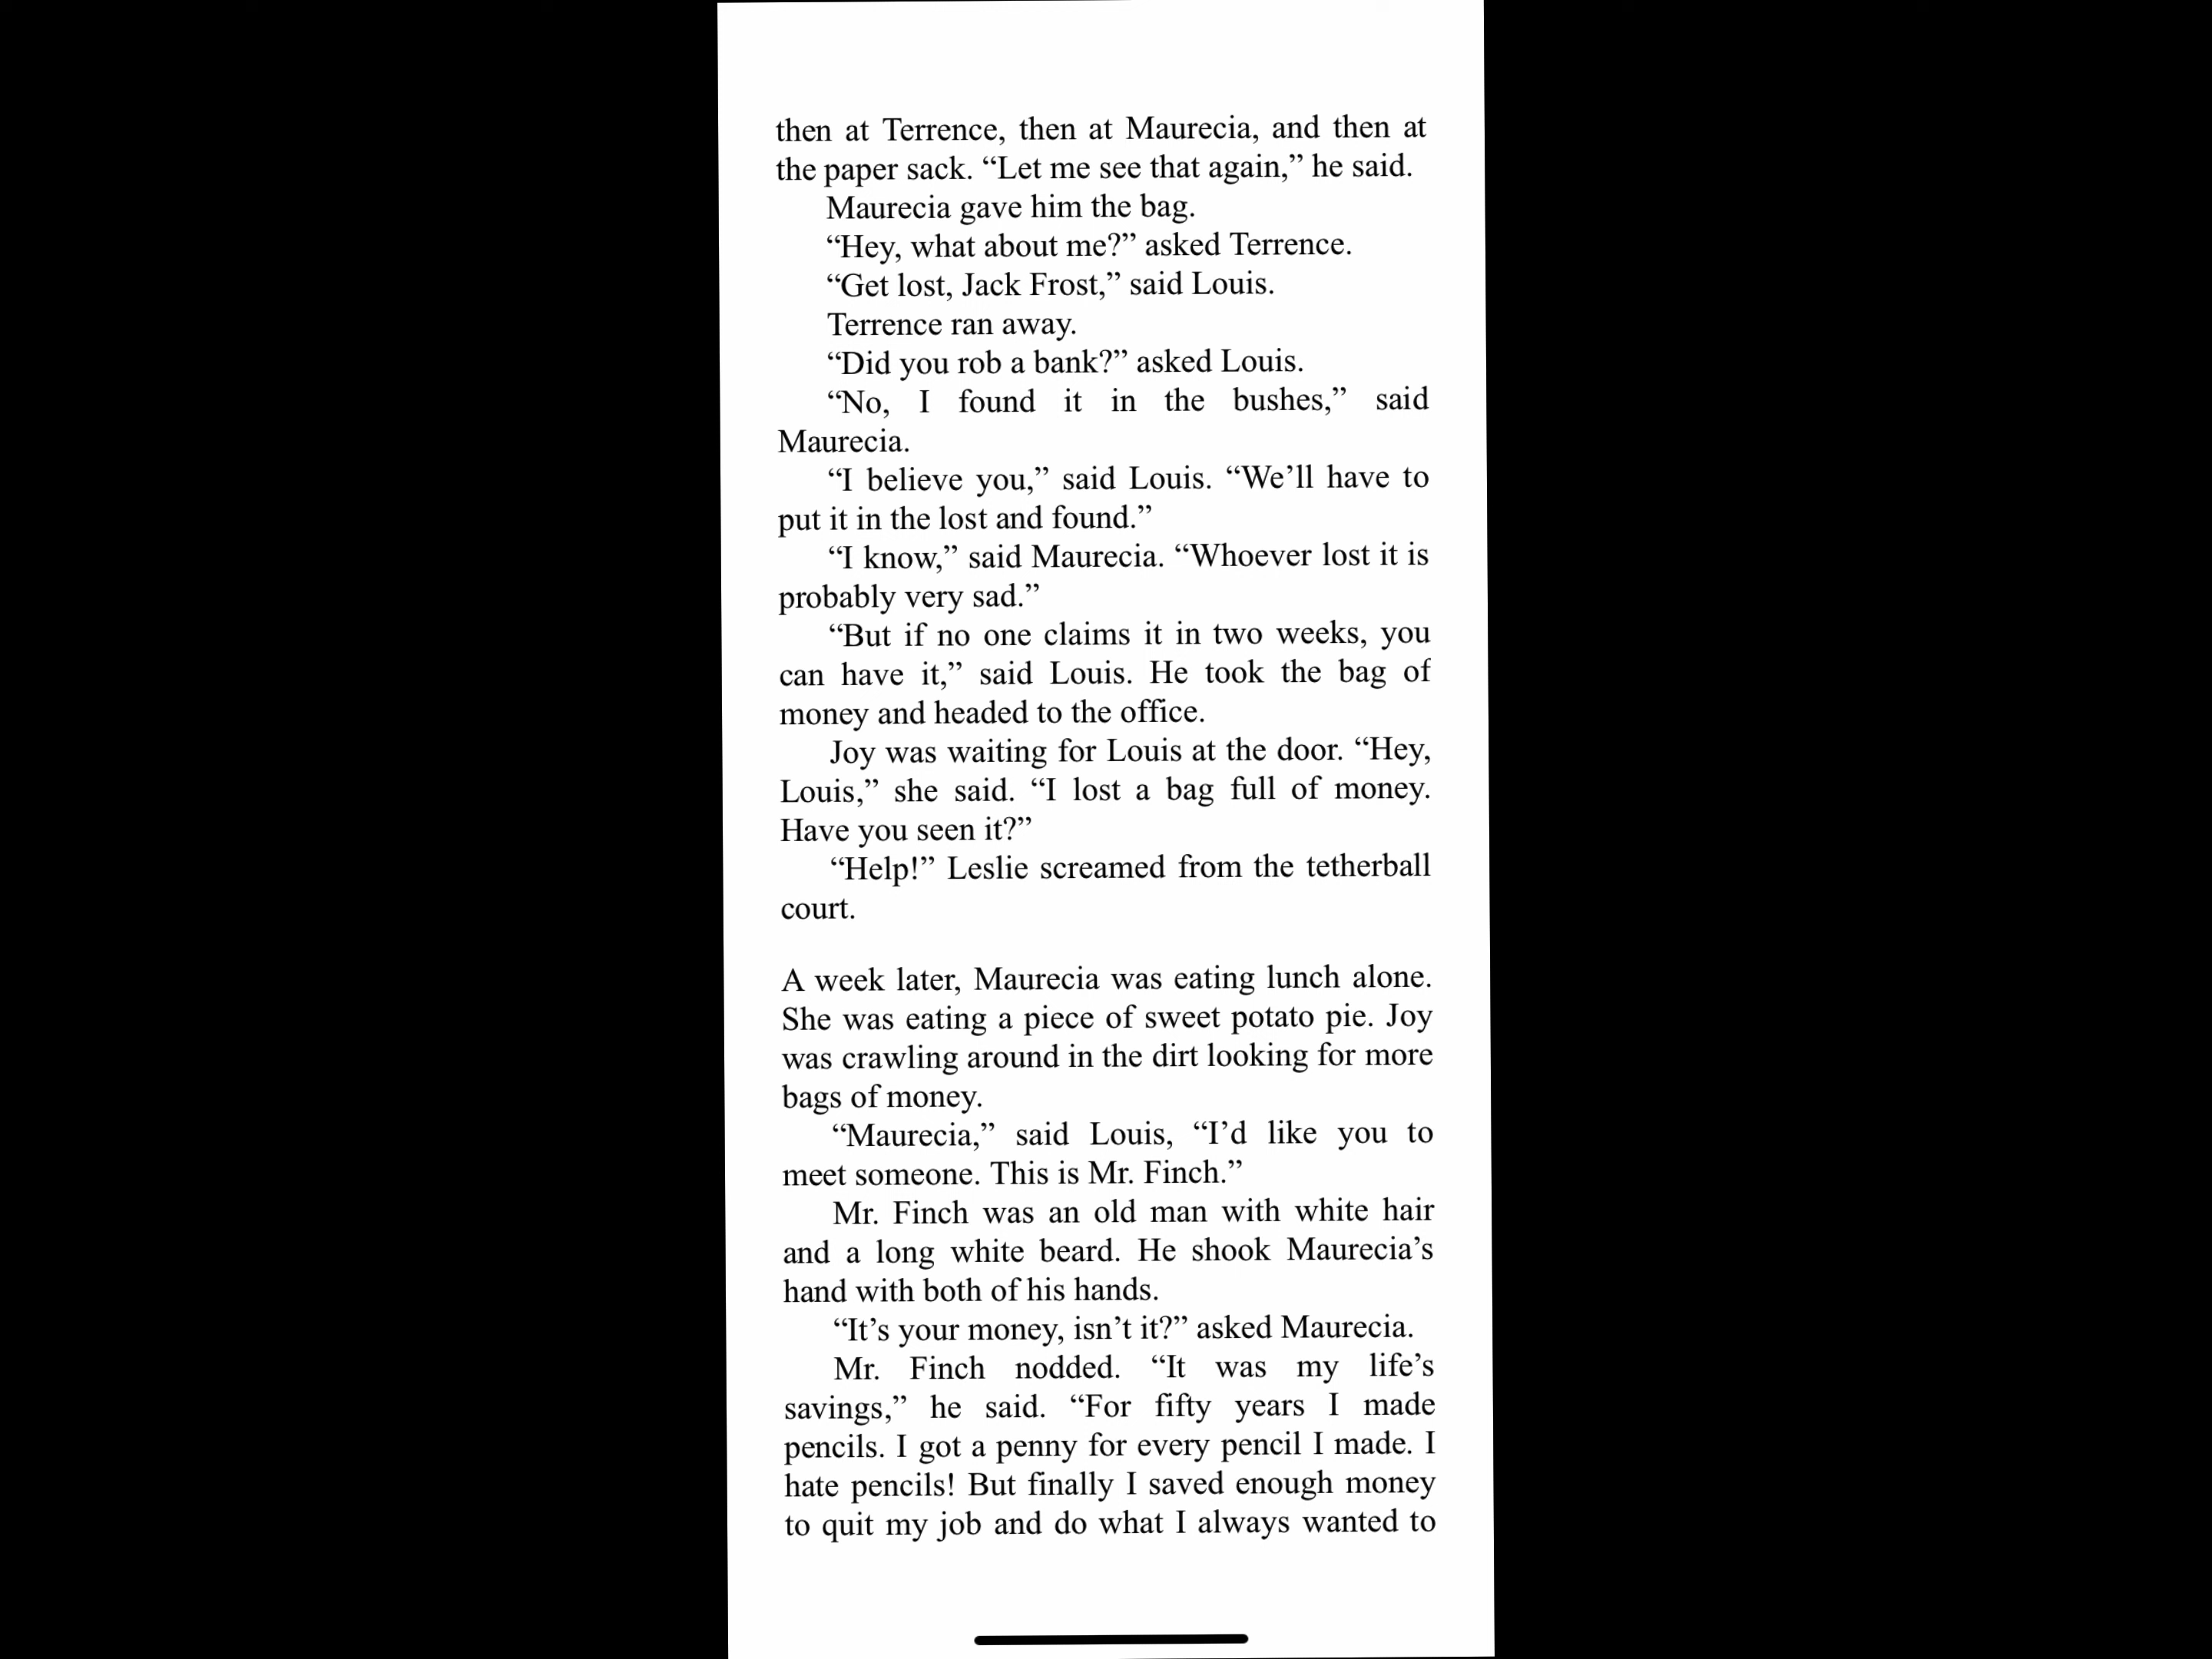 then at Terrence, then at Maurecia, and then at
the paper sack. “Let me see that again,” he said.
Maurecia gave him the bag.
“Hey, what about me?” asked Terrence.
“Get lost, Jack Frost,” said Louis.
Terrence ran away.
“Did you rob a bank?” asked Louis.
“No, I found it in the bushes,” said
Maurecia.
“I believe you,” said Louis. “We’ll have to
put it in the lost and found.”
“I know,” said Maurecia. “Whoever lost it is
probably very sad.”
“But if no one claims it in two weeks, you
can have it,” said Louis. He took the bag of
money and headed to the office.
Joy was waiting for Louis at the door. “Hey,
Louis,” she said. “I lost a bag full of money.
Have you seen it?”
“Help!” Leslie screamed from the tetherball
court.
A week later, Maurecia was eating lunch alone.
She was eating a piece of sweet potato pie. Joy
was crawling around in the dirt looking for more
bags of money.
“Maurecia,” said Louis, “I’d like you to
meet someone. This is Mr. Finch.”
Mr. Finch was an old man with white hair
and a long white beard. He shook Maurecia’s
hand with both of his hands.
“It’s your money, isn’t it?” asked Maurecia.
Mr. Finch nodded. “It was my life’s
savings,” he said. “For fifty years I made
pencils. I got a penny for every pencil I made. I
hate pencils! But finally I saved enough money
to quit my job and do what I always wanted to